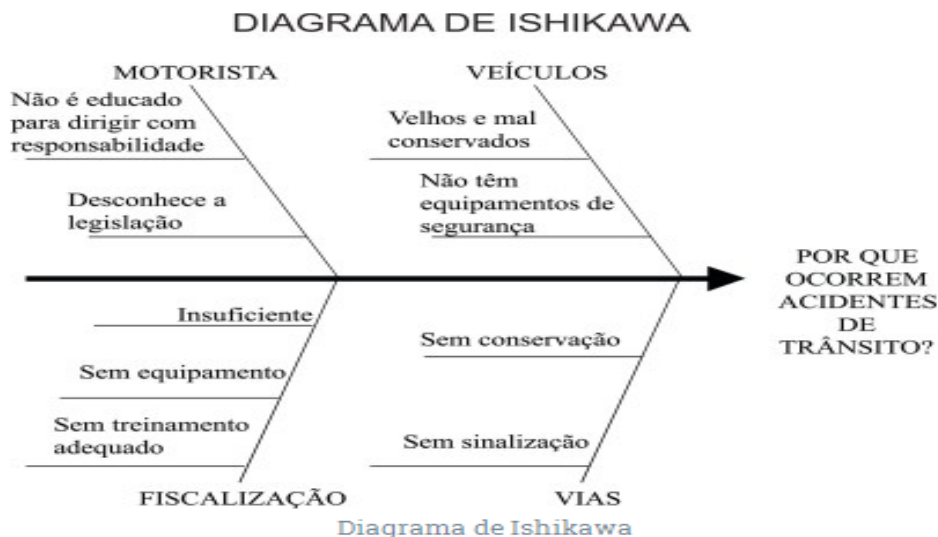 DIAGRAMA DE ISHIKAWA
MOTORISTA
VEÍCULOS
Não é educado
para dirigir com
responsabilidade
Velhos e mal
conservados
Desconhece a
legislação
Não têm
equipamentos de
segurança
POR QUE
OCORREM
ACIDENTES
DE
TRÂNSITO?
Insuficiente
Sem conservação
Sem equipamento
Sem treinamento
adequado
Sem sinalização
FISCALIZAÇÃO
VIAS
Diagrama de Ishikawa